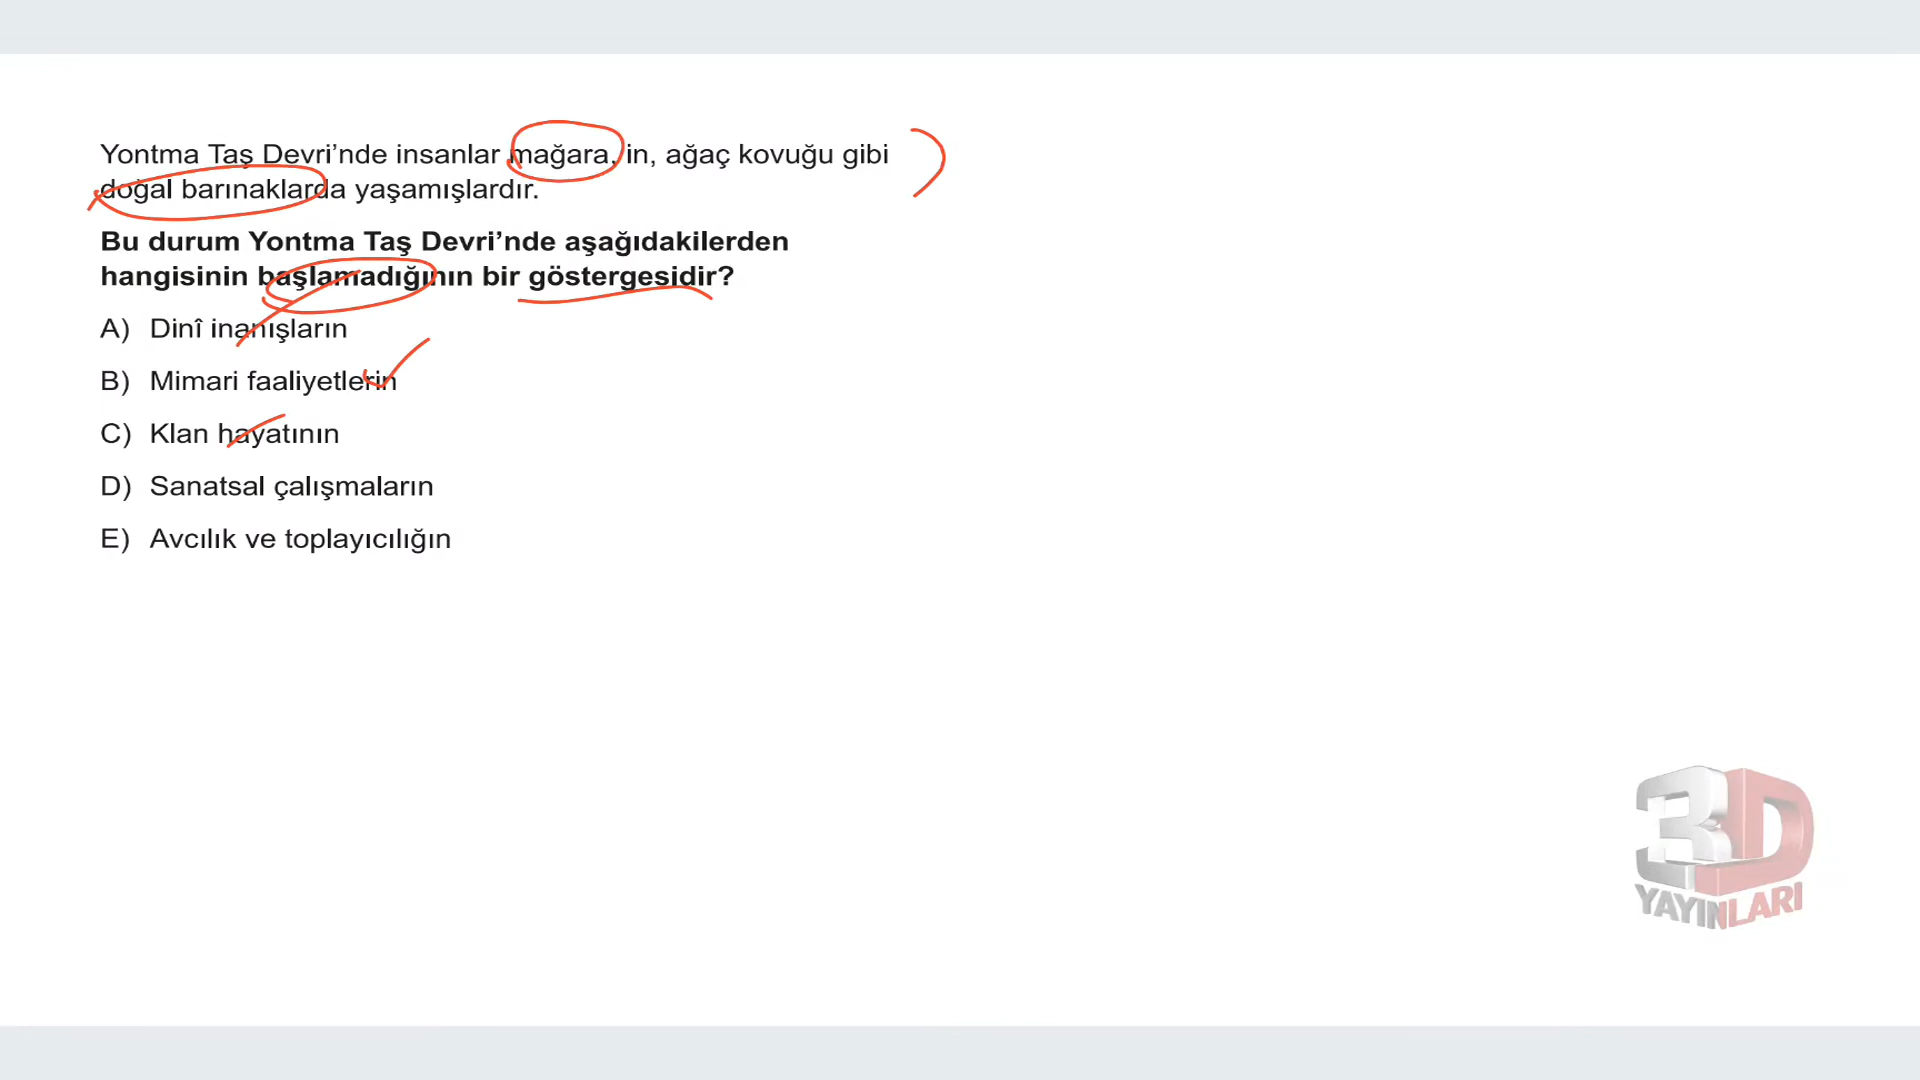 Yontma Taş Devri’nde insanlar mağara, in, ağaç kovuğu gibi
doğal barınaklarda yaşamışlardır.
Bu durum Yontma Taş Devri’nde aşağıdakilerden
hangisinin başlamadığının bir göstergesidir?
A) Dinî inanışların
B) Mimari faaliyetlerin
C) Klan hayatının
D) Sanatsal çalışmaların
E) Avcılık ve toplayıcılığın
3D
YAYINLARI